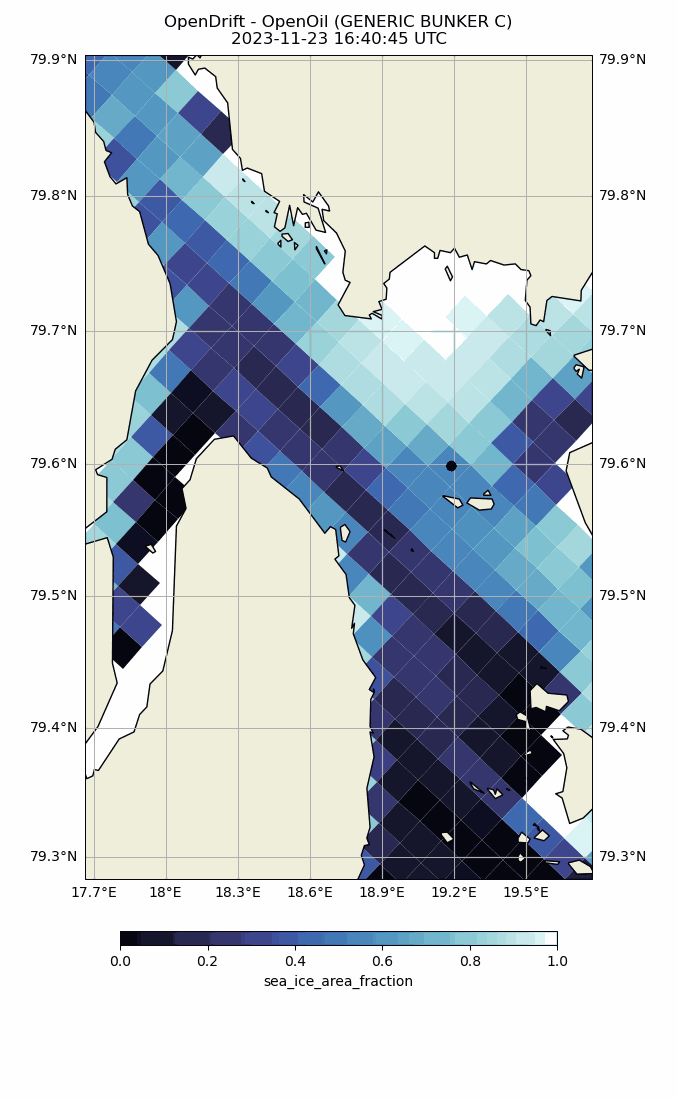 OpenDrift - OpenOil (GENERIC BUNKER C)
2023-11-23 16:40:45 UTC
79.9°N 79.9°N
79.8°N 79.8°N
79.7°N 79.7°N
79.6°N 79.6°N
79.5°N 79.5°N
79.4°N 79.4°N
79.3°N 79.3°N
17.7°E 18°E 18.3°E 18.6°E 18.9°E 19.2°E 19.5°E
0.0 0.2 0.4 0.6 0.8 1.0
sea_ice_area_fraction